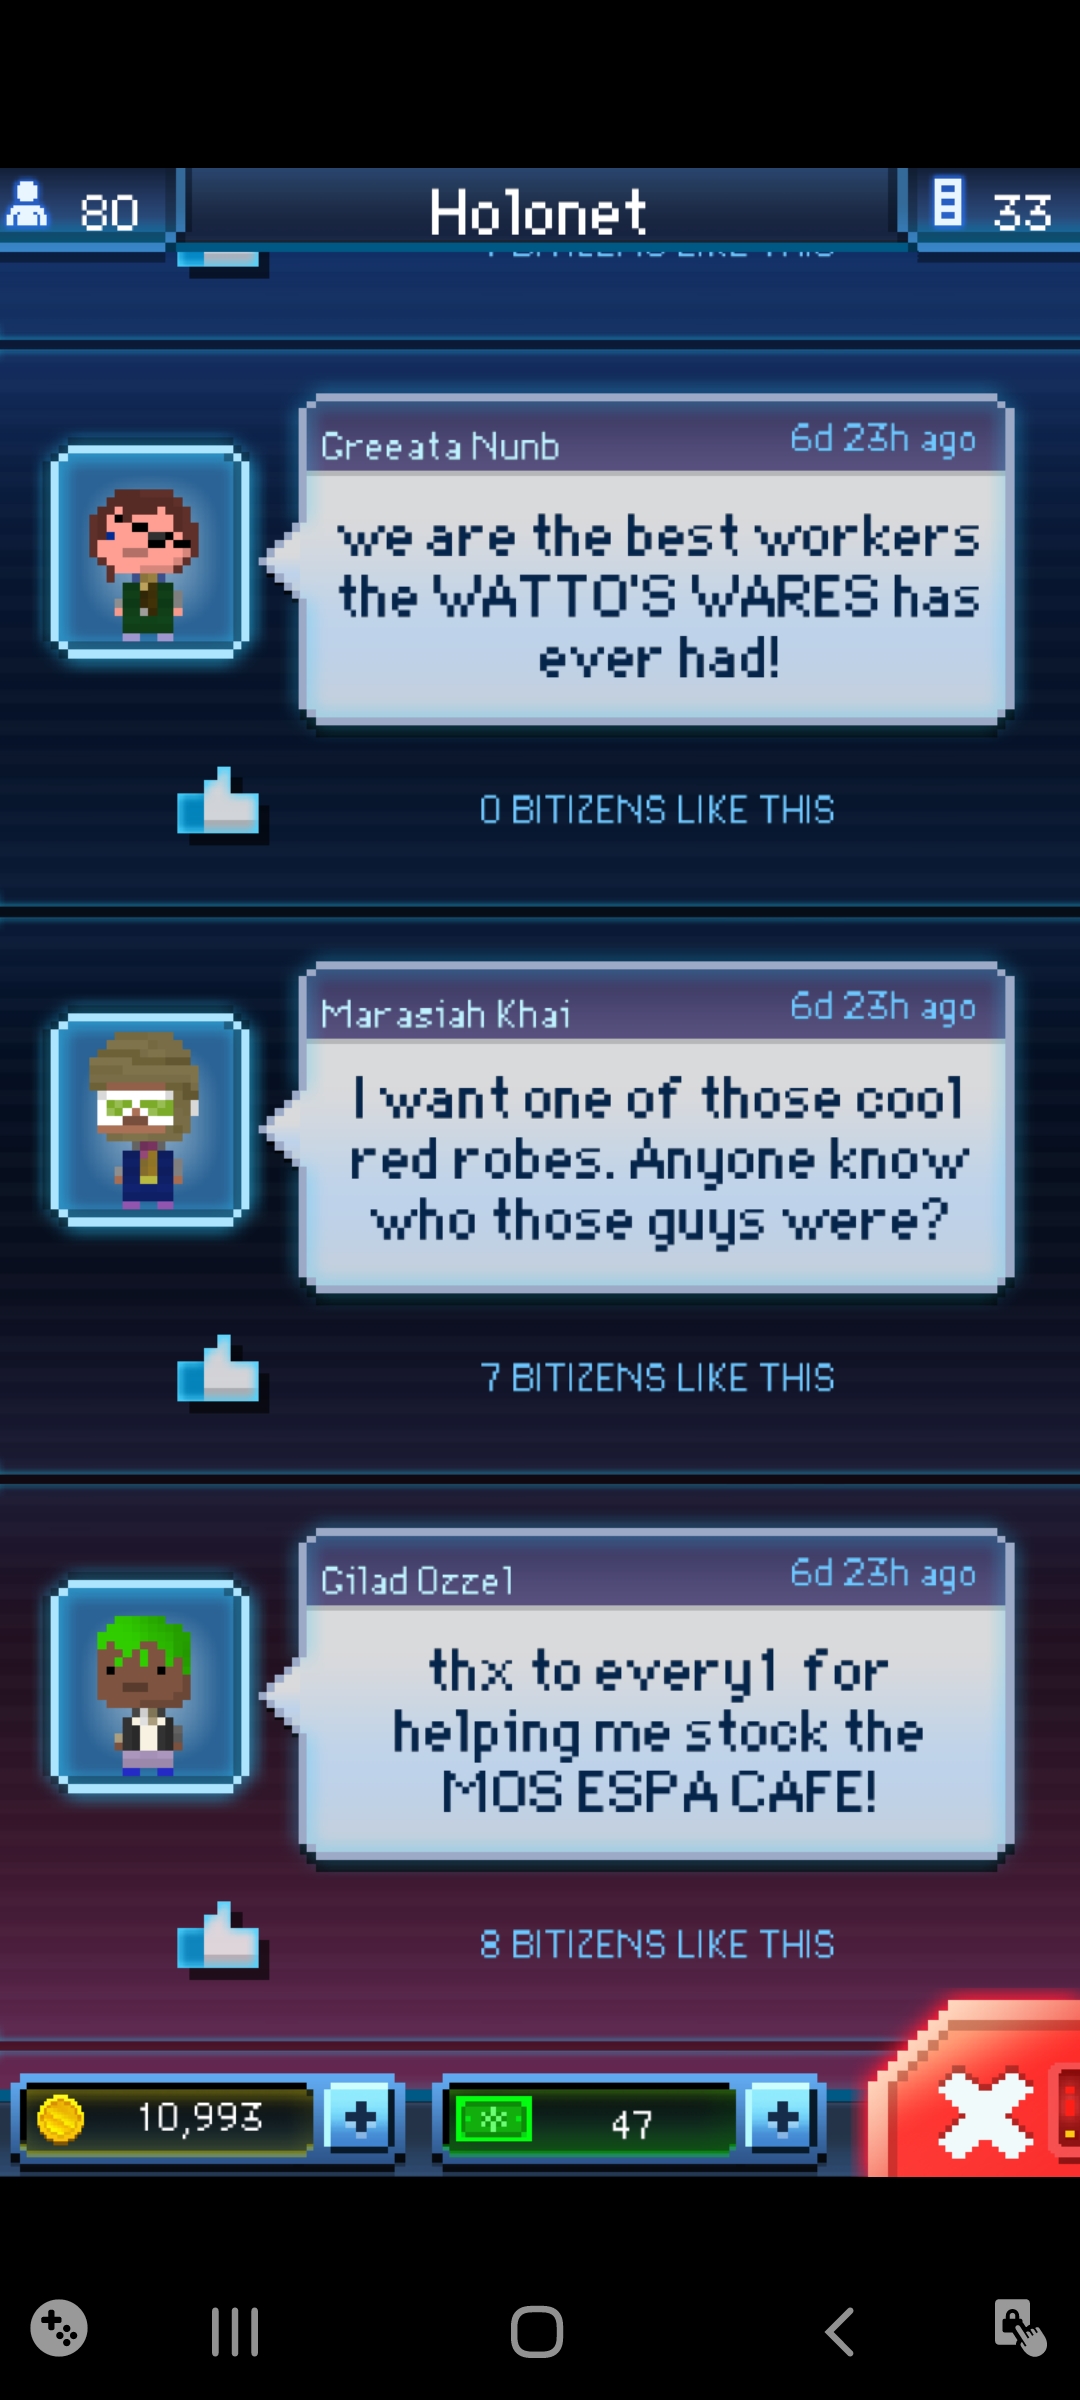 80
Holonet
33
BITIZENS LIKE THIS
Greeata Nunb
6d 23h ago
we are the best workers
the WATTO'S WARES has
ever had!
0 BITIZENS LIKE THIS
Marasiah Khai
6d 23h ago
I want one of those cool
red robes. Anyone know
who those guys were?
7 BITIZENS LIKE THIS
Gilad Ozzel
6d 23h ago
thx to every1 for
helping me stock the
MOS ESPA CAFE!
8 BITIZENS LIKE THIS
10,993
47